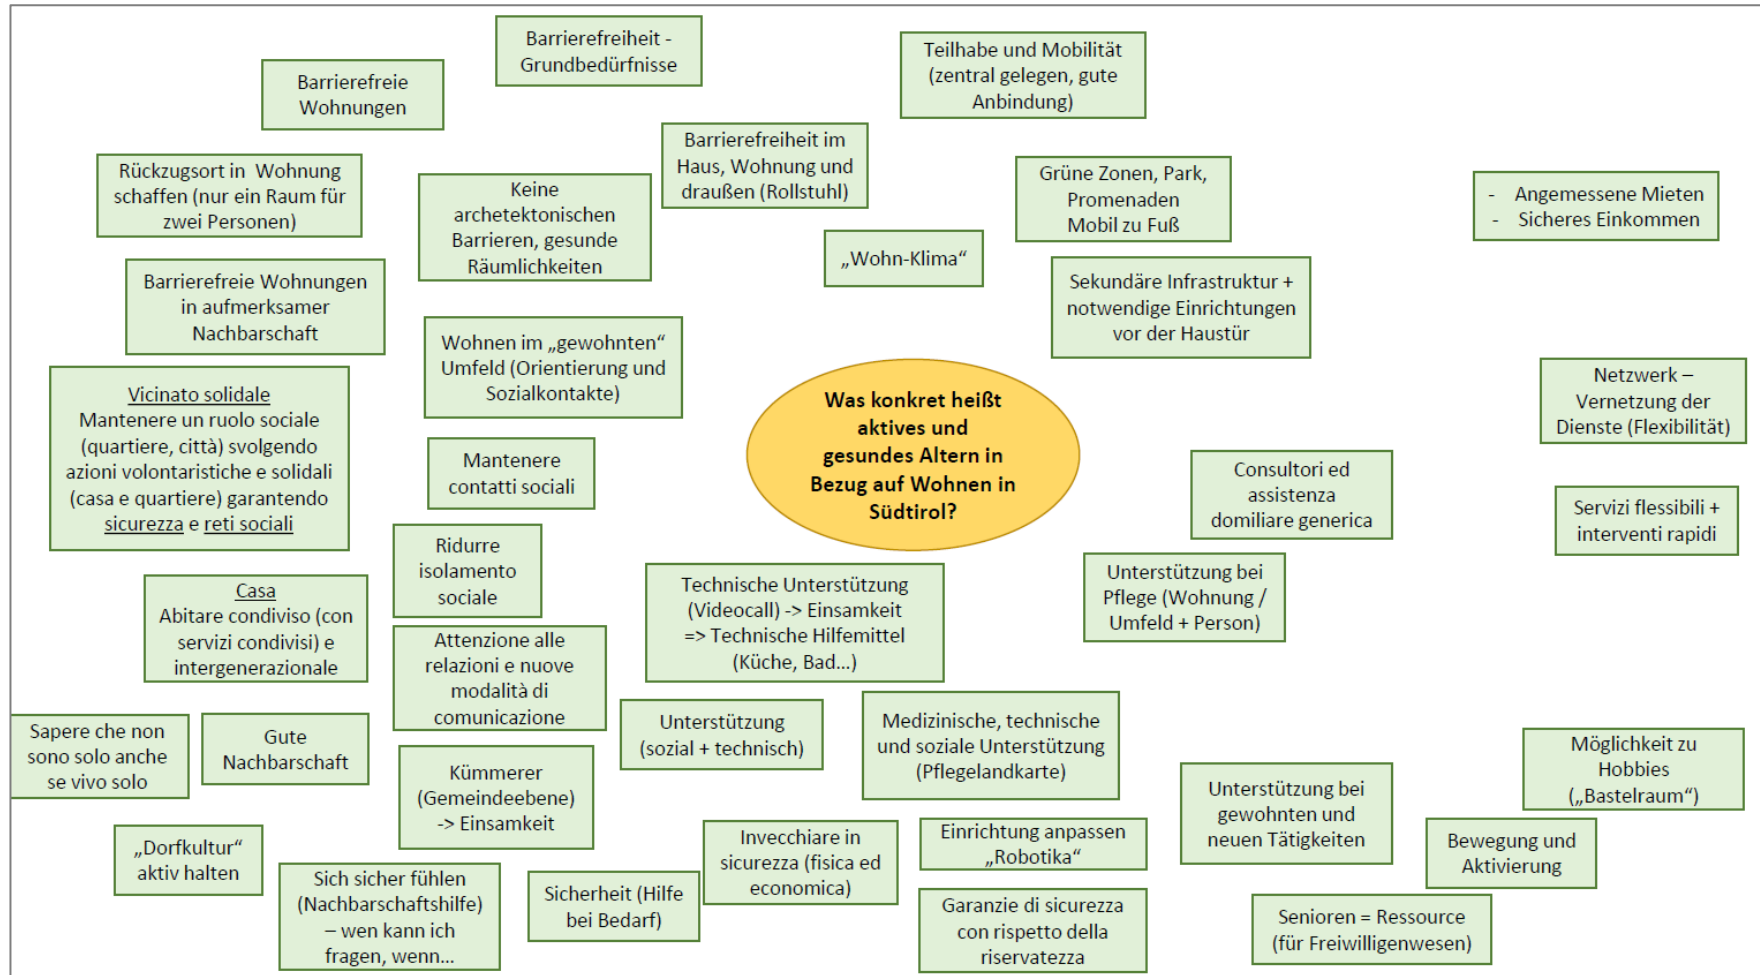 Barrierefreiheit -
Grundbedürfnisse
Teilhabe und Mobilität
(zentral gelegen, gute
Anbindung)
Barrierefreie
Wohnungen
Barrierefreiheit im
Haus, Wohnung und
draußen (Rollstuhl)
Rückzugsort in Wohnung
schaffen (nur ein Raum für
zwei Personen)
Keine
archetektonischen
Barrieren, gesunde
Räumlichkeiten
Grüne Zonen, Park,
Promenaden
Mobil zu Fuß
- Angemessene Mieten
- Sicheres Einkommen
„Wohn-Klima“
Barrierefreie Wohnungen
in aufmerksamer
Nachbarschaft
Sekundäre Infrastruktur +
notwendige Einrichtungen
vor der Haustür
Wohnen im „gewohnten“
Umfeld (Orientierung und
Sozialkontakte)
Was konkret heißt
aktives und
gesundes Altern in
Bezug auf Wohnen in
Südtirol?
Netzwerk –
Vernetzung der
Dienste (Flexibilität)
Vicinato solidale
Mantenere un ruolo sociale
(quartiere, città) svolgendo
azioni volontaristiche e solidali
(casa e quartiere) garantendo
sicurezza e reti sociali
Mantenere
contatti sociali
Consultori ed
assistenza
domiliare generica
Servizi flessibili +
interventi rapidi
Ridurre
isolamento
sociale
Technische Unterstützung
(Videocall) -> Einsamkeit
=> Technische Hilfemittel
(Küche, Bad...)
Unterstützung bei
Pflege (Wohnung /
Umfeld + Person)
Casa
Abitare condiviso (con
servizi condivisi) e
intergenerazionale
Attenzione alle
relazioni e nuove
modalità di
comunicazione
Sapere che non
sono solo anche
se vivo solo
Gute
Nachbarschaft
Unterstützung
(sozial + technisch)
Medizinische, technische
und soziale Unterstützung
(Pflegelandkarte)
Möglichkeit zu
Hobbies
(„Bastelraum“)
Kümmerer
(Gemeindeebene)
-> Einsamkeit
Unterstützung bei
gewohnten und
neuen Tätigkeiten
„Dorfkultur“
aktiv halten
Invecchiare in
sicurezza (fisica ed
economica)
Einrichtung anpassen
„Robotika“
Bewegung und
Aktivierung
Sich sicher fühlen
(Nachbarschaftshilfe)
– wen kann ich
fragen, wenn...
Sicherheit (Hilfe
bei Bedarf)
Garanzie di sicurezza
con rispetto della
riservatezza
Senioren = Ressource
(für Freiwilligenwesen)